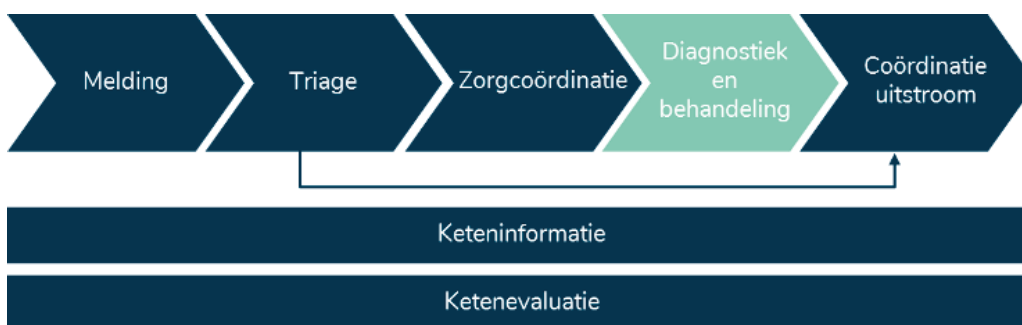 Melding
Triage
Zorgcoördinatie
Diagnostiek
en
behandeling
Coördinatie
uitstroom
Keteninformatie
Ketenevaluatie